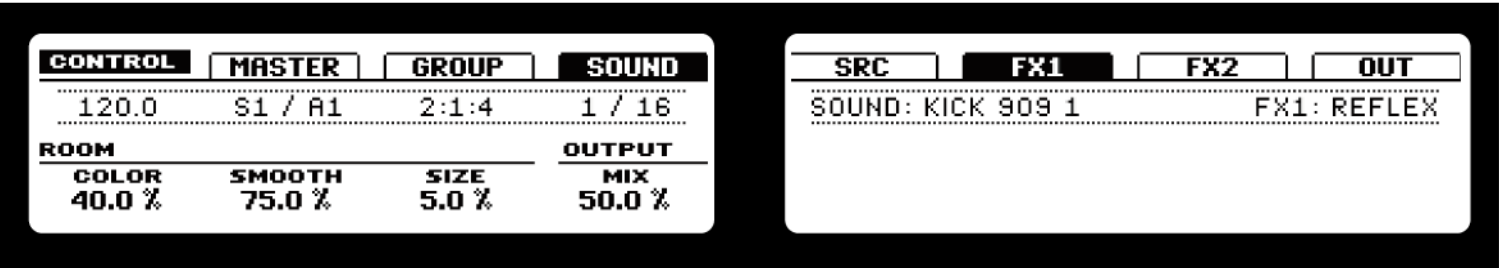 CONTROL MASTER GROUP SOUND
120.0 S1 / A1 2:1:4 1 / 16
ROOM OUTPUT
COLOR SMOOTH SIZE MIX
40.0 % 75.0 % 5.0 % 50.0 %
SRC FX1 FX2 OUT
SOUND: KICK 909 1 FX1: REFLEX